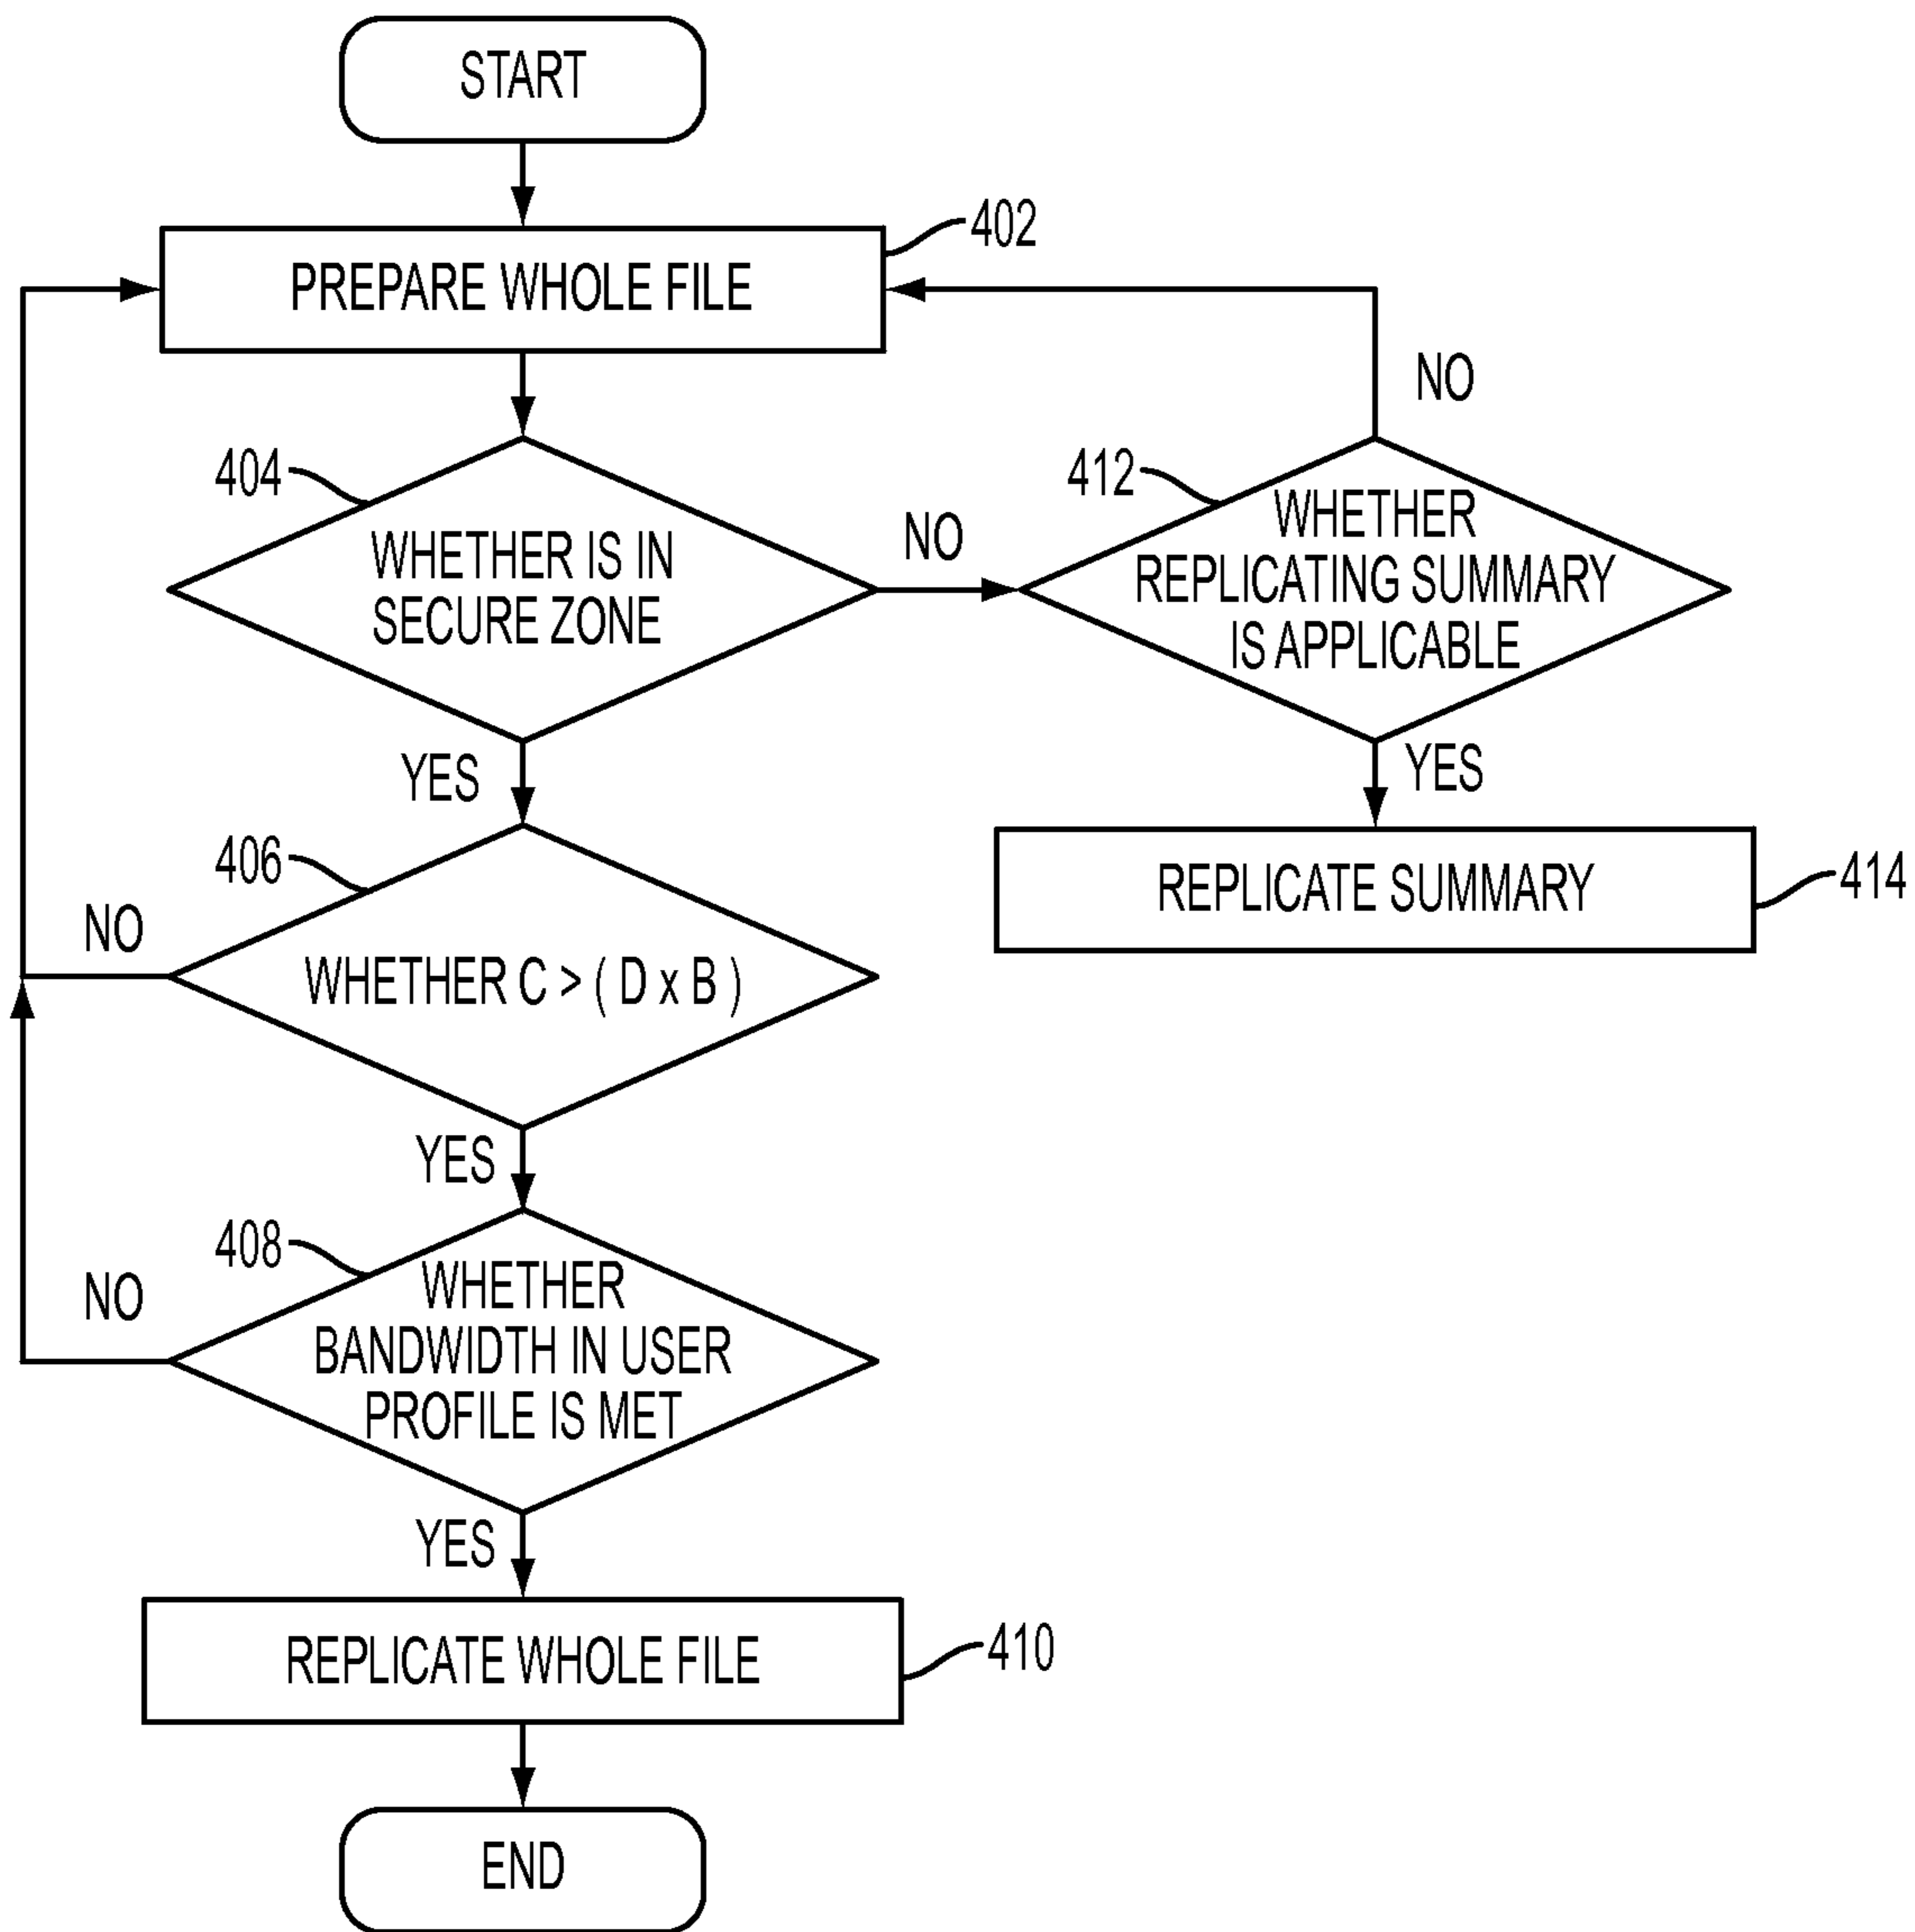 START
402
PREPARE WHOLE FILE
NO
404
412
WHETHER IS IN
SECURE ZONE
NO
WHETHER
REPLICATING SUMMARY
IS APPLICABLE
YES
YES
406
REPLICATE SUMMARY
414
NO
WHETHER C > ( D x B )
YES
408
NO
WHETHER
BANDWIDTH IN USER
PROFILE IS MET
YES
REPLICATE WHOLE FILE
410
END